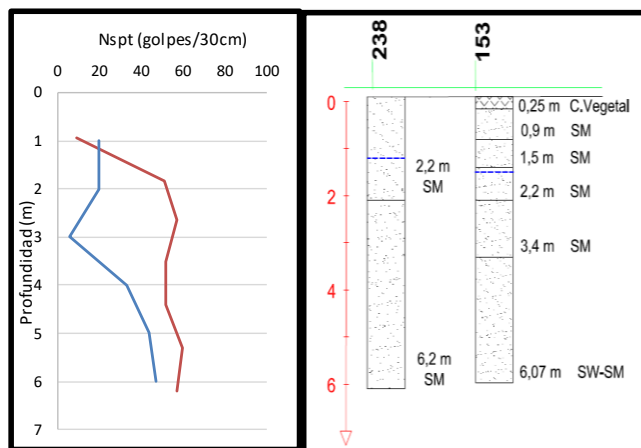 Nspt (golpes/30cm)
0 20 40 60 80 100
Profundidad (m)
0
1
2
3
4
5
6
7
238
153
0
2
4
6
2,2 m
SM
6,2 m
SM
0,25 m C.Vegetal
0,9 m SM
1,5 m SM
2,2 m SM
3,4 m SM
6,07 m SW-SM